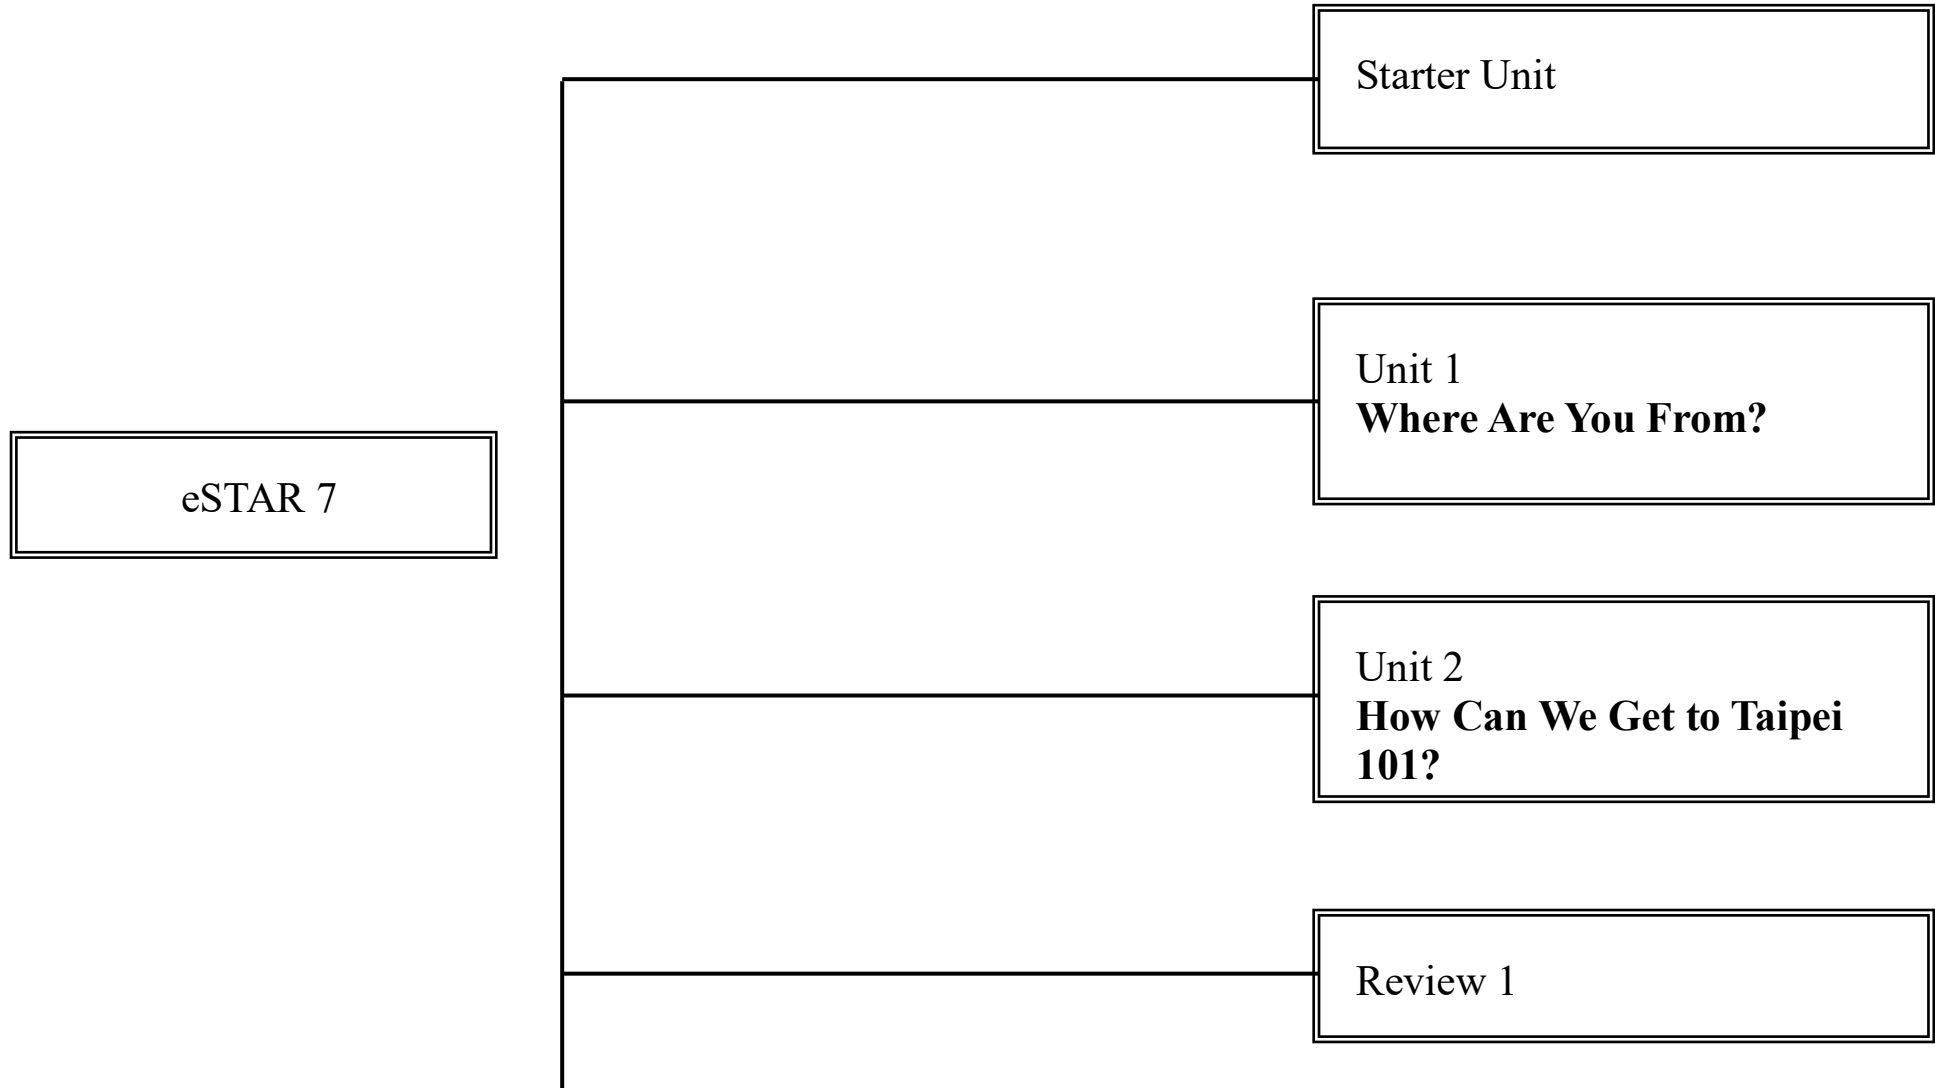 Starter Unit
Unit 1
Where Are You From?
eSTAR 7
Unit 2
How Can We Get to Taipei
101?
Review 1